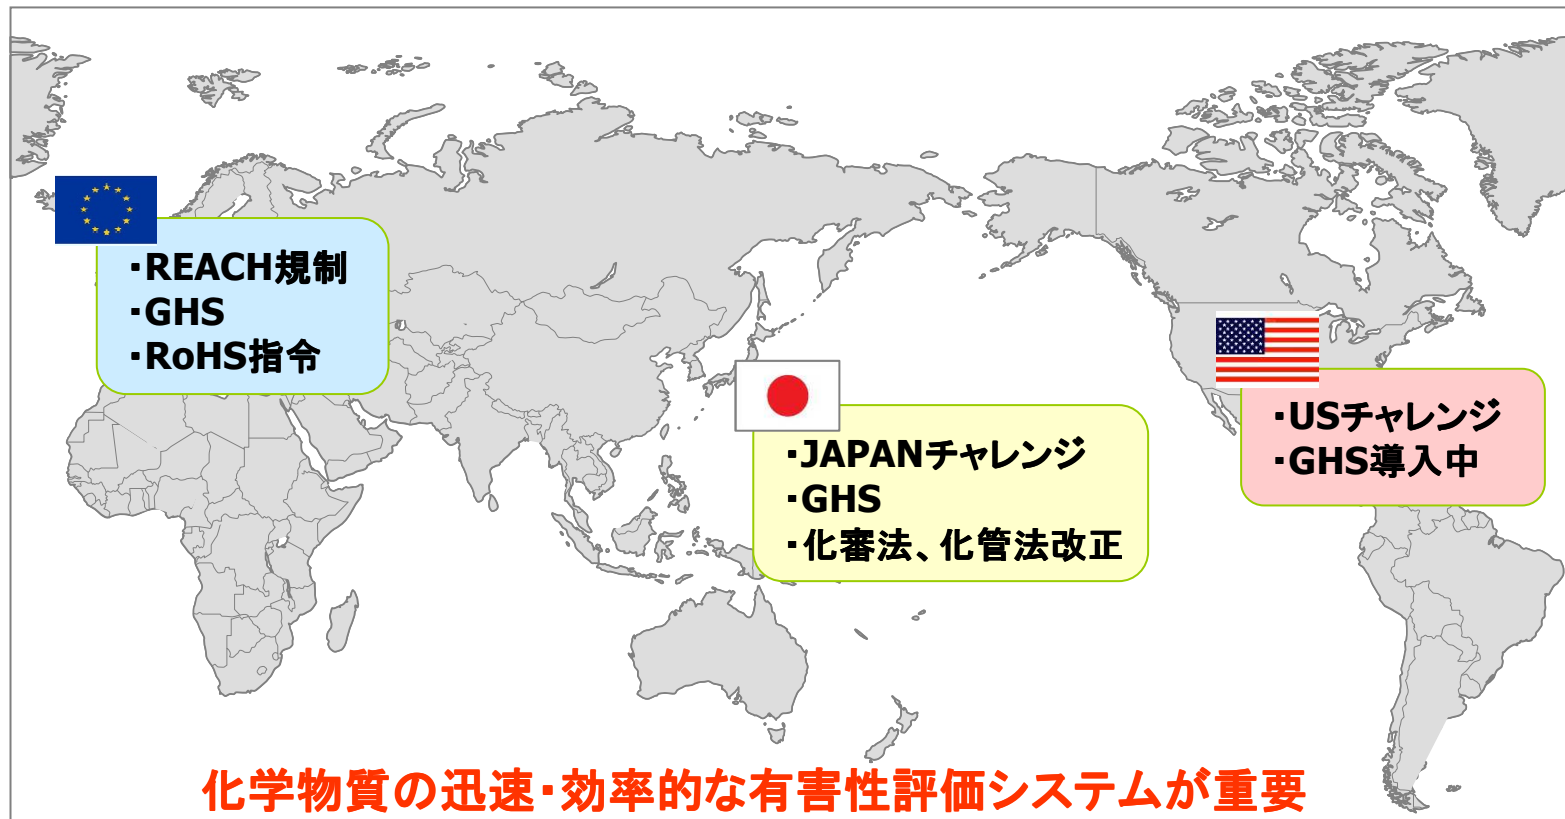 ・REACH規制
・GHS
・RoHS指令
・JAPANチャレンジ
・GHS
・化審法、化管法改正
・USチャレンジ
・GHS導入中
化学物質の迅速・効率的な有害性評価システムが重要